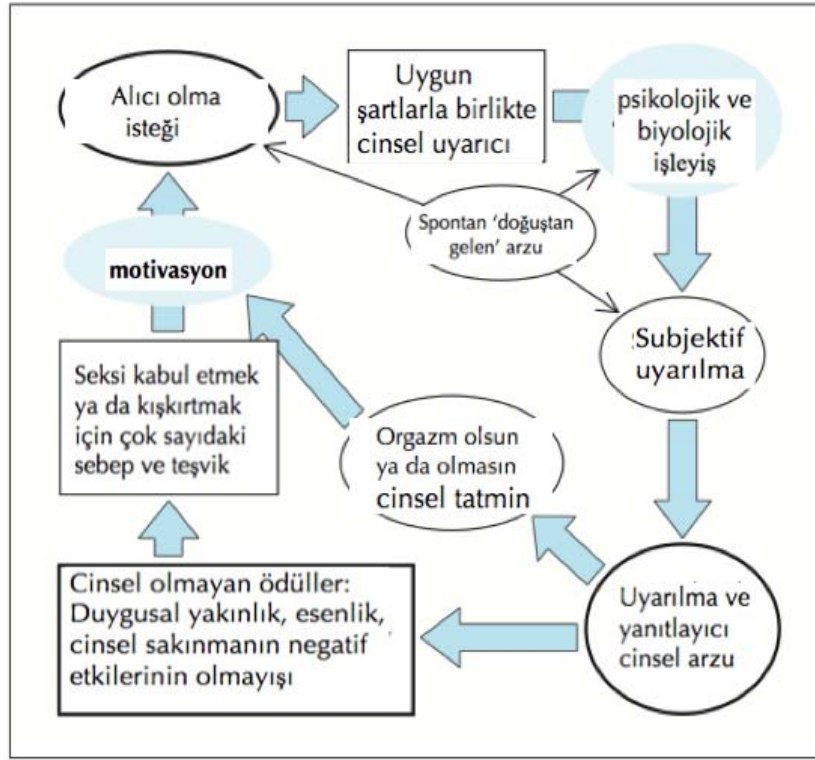 Alıcı olma
isteği
Uygun
şartlarla birlikte
cinsel uyarıcı
psikolojik ve
biyolojik
işleyiş
Spontan ‘doğuştan
gelen’ arzu
motivasyon
Subjektif
uyarılma
Seksi kabul etmek
ya da kışkırtmak
için çok sayıdaki
sebep ve teşvik
Orgazm olsun
ya da olmasın
cinsel tatmin
Cinsel olmayan ödüller:
Duygusal yakınlık, esenlik,
cinsel sakınmanın negatif
etkilerinin olmayışı
Uyarılma ve
yanıtlayıcı
cinsel arzu